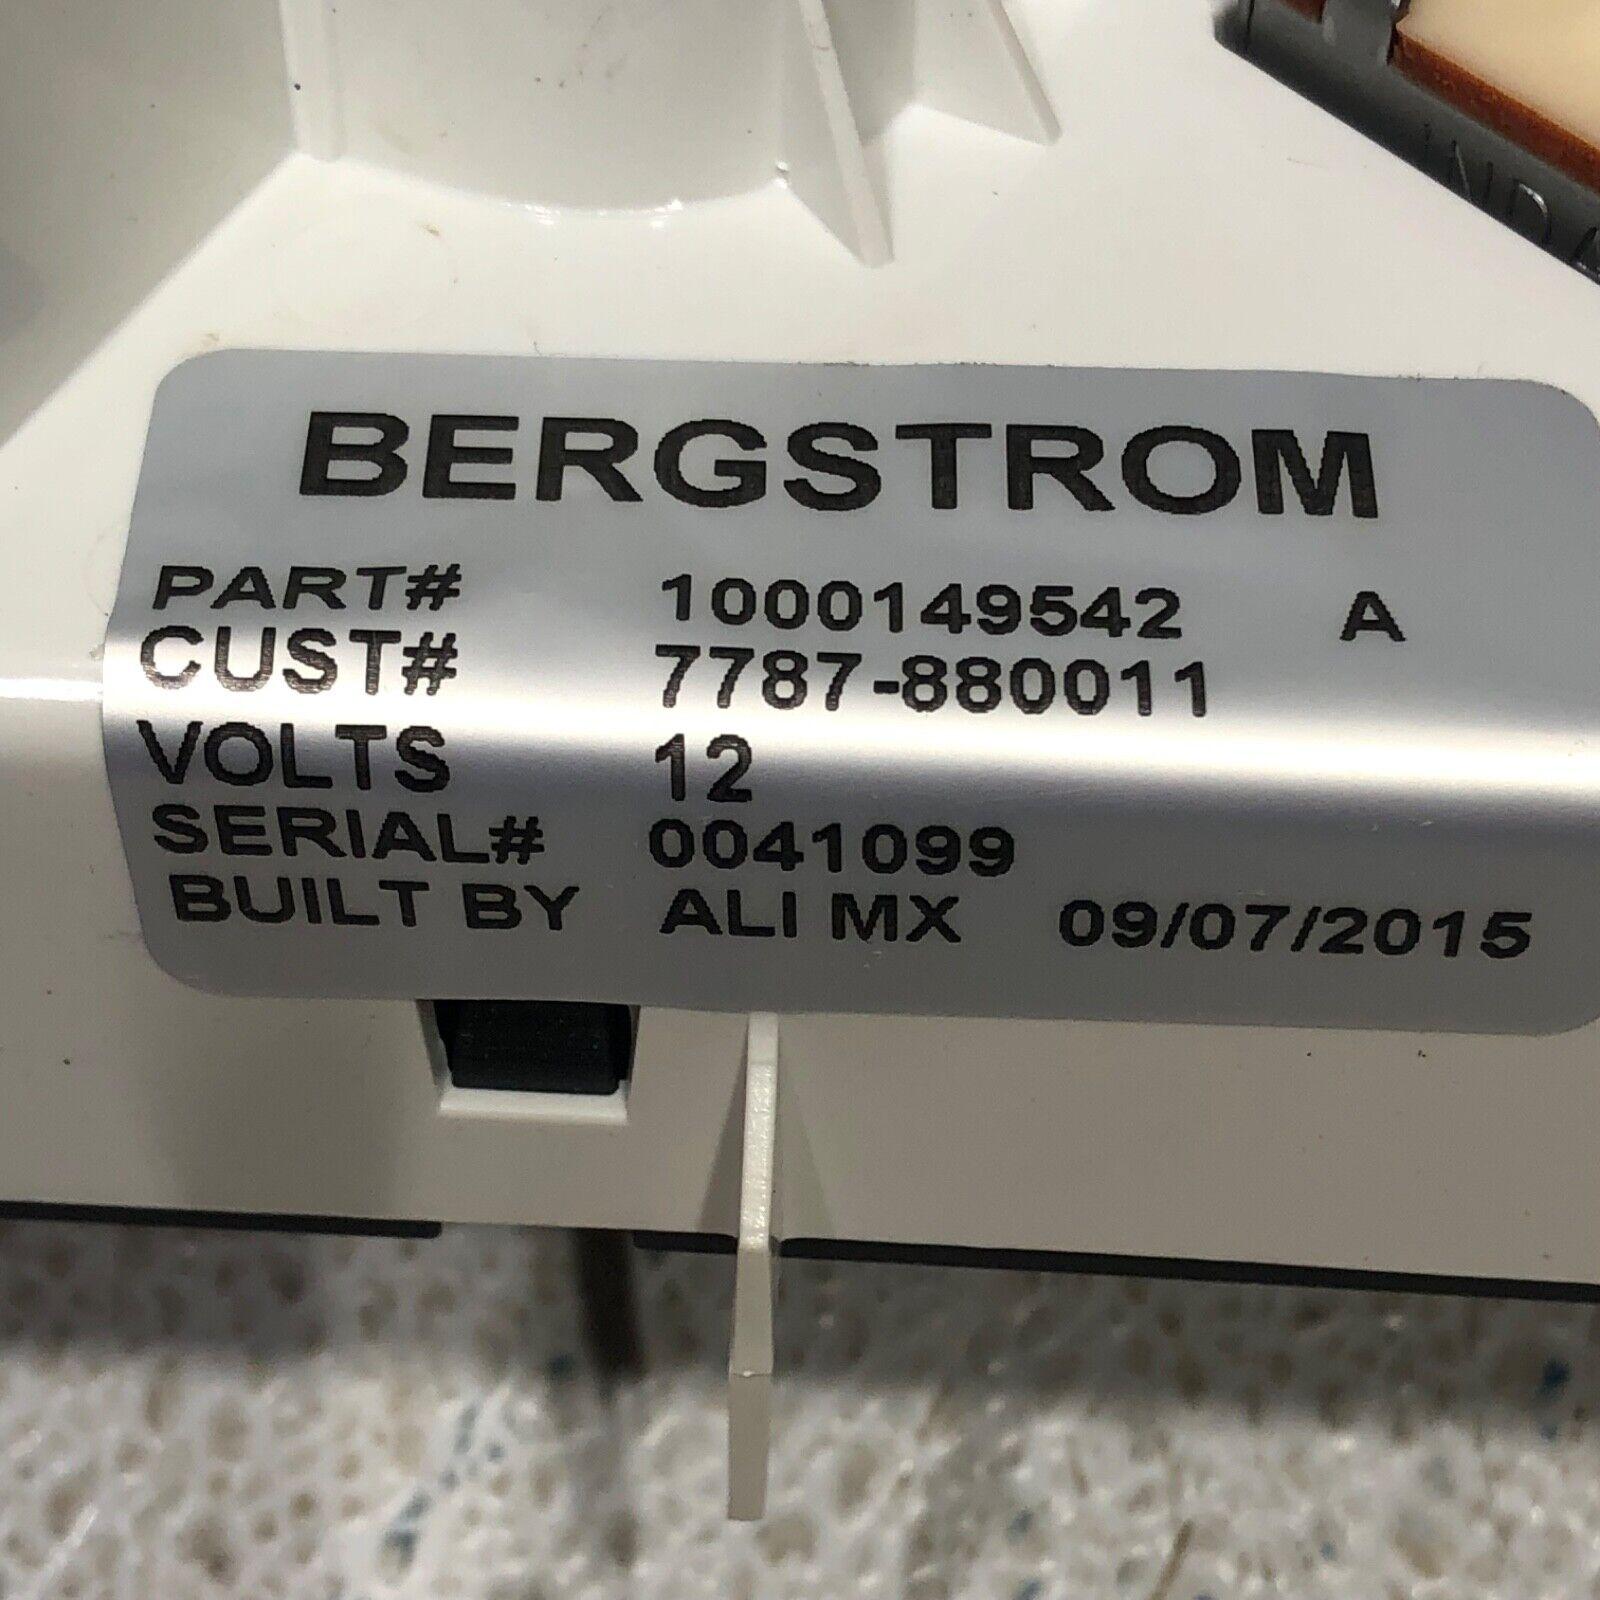 BERGSTROM
PART# 1000149542 A
CUST# 7787-880011
VOLTS 12
SERIAL# 0041099
BUILT BY ALI MX 09/07/2015